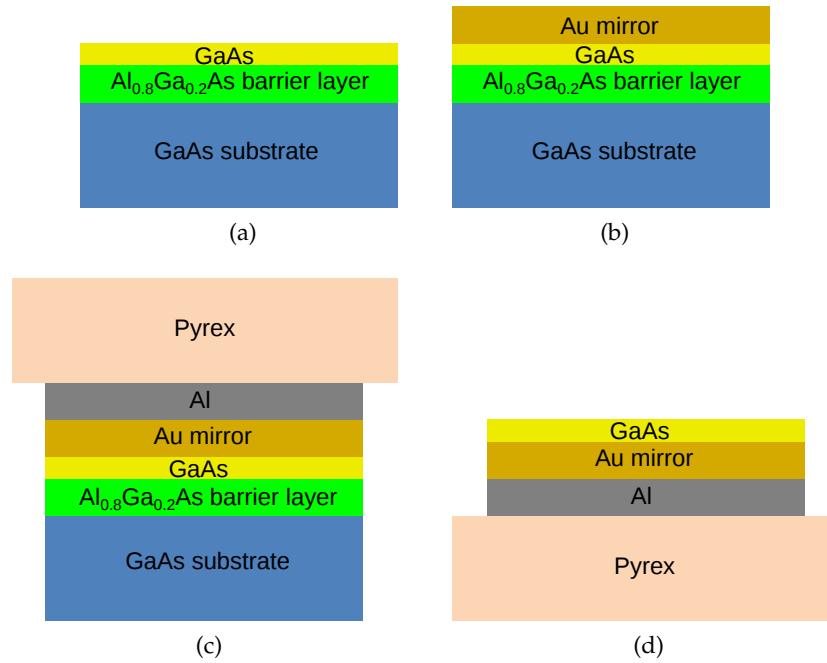 GaAs
Al0.8Ga0.2As barrier layer
GaAs substrate
(a)
Au mirror
GaAs
Al0.8Ga0.2As barrier layer
GaAs substrate
(b)
Pyrex
Al
Au mirror
GaAs
Al0.8Ga0.2As barrier layer
GaAs substrate
(c)
GaAs
Au mirror
Al
Pyrex
(d)